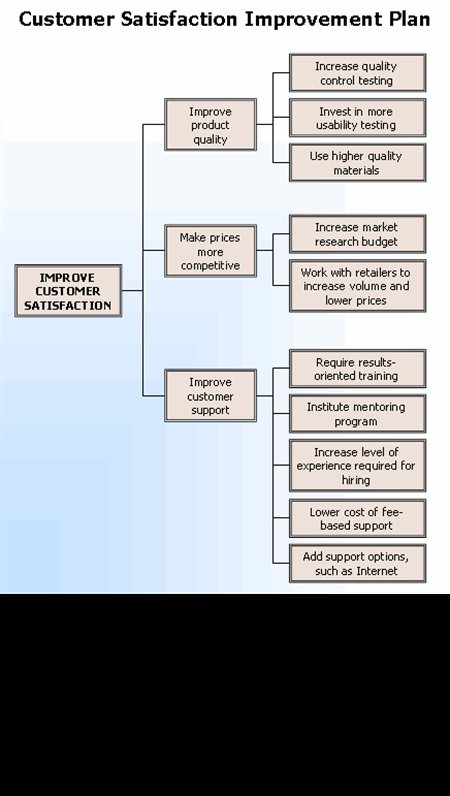 Customer Satisfaction Improvement Plan
IMPROVE
CUSTOMER
SATISFACTION
Improve
product
quality
Increase quality
control testing
Invest in more
usability testing
Use higher quality
materials
Make prices
more
competitive
Increase market
research budget
Work with retailers to
increase volume and
lower prices
Improve
customer
support
Require results-
oriented training
Institute mentoring
program
Increase level of
experience required for
hiring
Lower cost of fee-
based support
Add support options,
such as Internet